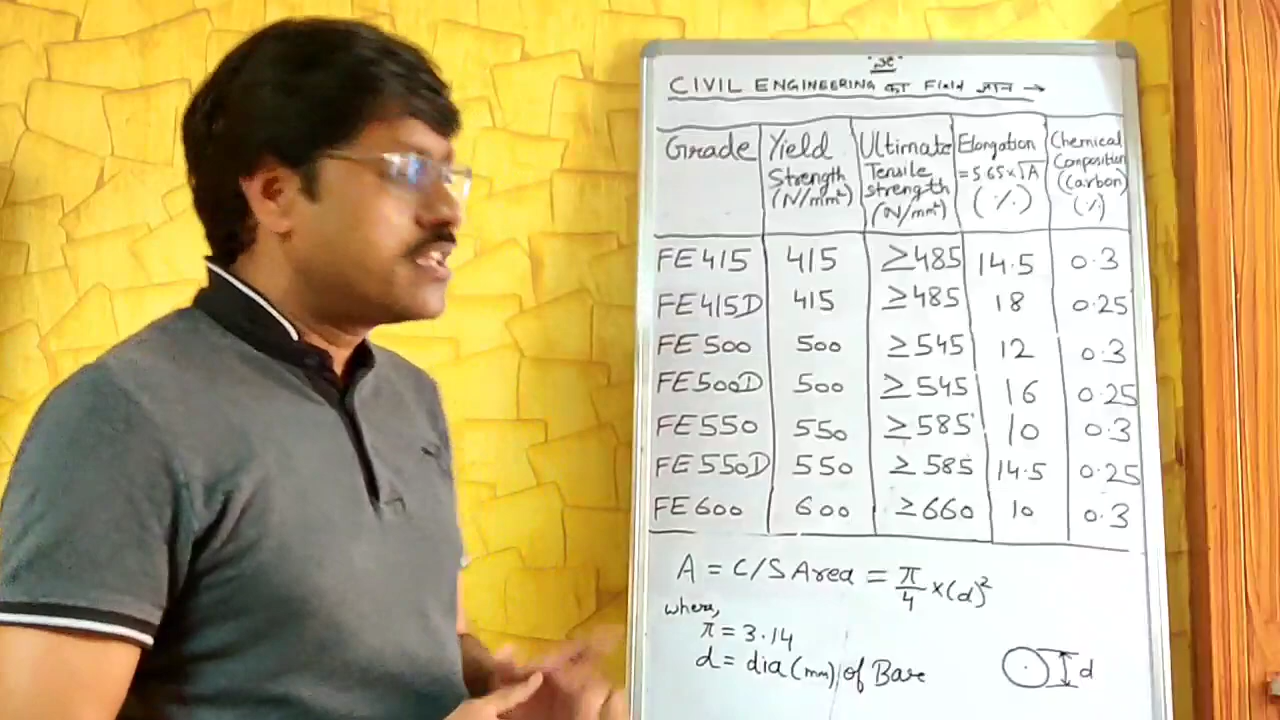 "ॐ"
CIVIL ENGINEERING का Field ज्ञान →
Grade Yield Strength (N/mm²) Ultimate Tensile Strength (N/mm²) Elongation =5.65×√A (%) Chemical Composition (Carbon) (%)
FE415 415 ≥485 14.5 0.3
FE415D 415 ≥485 18 0.25
FE500 500 ≥545 12 0.3
FE500D 500 ≥545 16 0.25
FE550 550 ≥585 10 0.3
FE550D 550 ≥585 14.5 0.25
FE600 600 ≥660 10 0.3
A = C/S Area = π/4 ×(d)²
where,
π = 3.14
d = dia(mm) of Bar
d